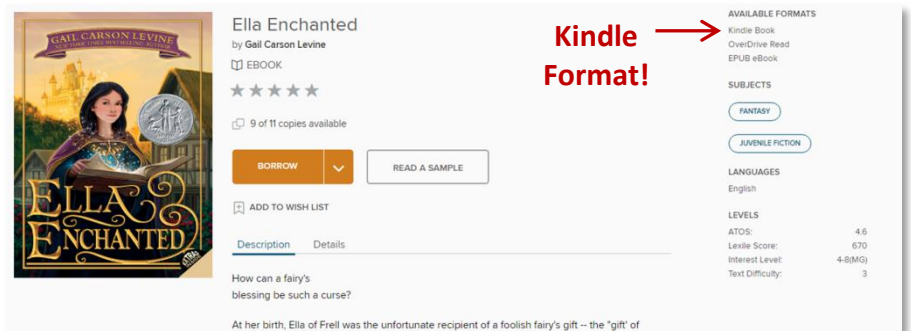 GAIL CARSON LEVINE
NEW YORK TIMES BESTSELLING AUTHOR
ELLA
ENCHANTED
EXTRAS
Ella Enchanted
by Gail Carson Levine
EBOOK
9 of 11 copies available
BORROW
READ A SAMPLE
ADD TO WISH LIST
Description Details
How can a fairy's
blessing be such a curse?
At her birth, Ella of Frell was the unfortunate recipient of a foolish fairy's gift -- the "gift" of
Kindle
Format!
AVAILABLE FORMATS
Kindle Book
OverDrive Read
EPUB eBook
SUBJECTS
FANTASY
JUVENILE FICTION
LANGUAGES
English
LEVELS
ATOS: 4.6
Lexile Score: 670
Interest Level: 4-8(MG)
Text Difficulty: 3